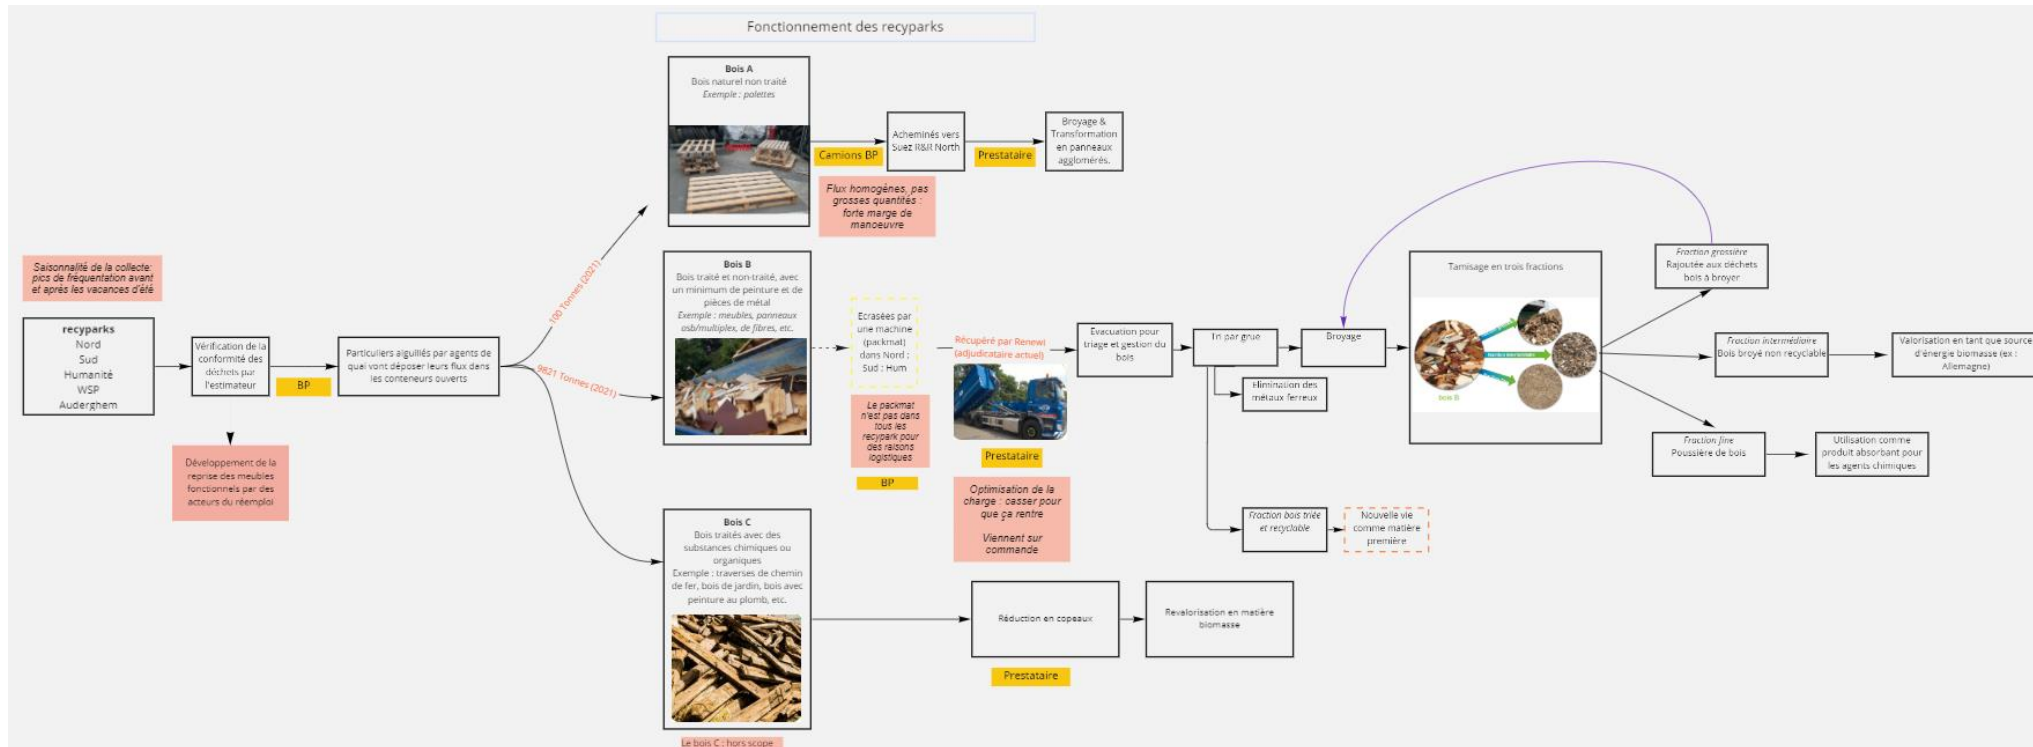 Fonctionnement des recyparks
Saisonnalité de la collecte:
pics de fréquentation avant
et après les vacances d'été
recyparks
Nord
Sud
Humanité
WSP
Auderghem
Vérification de la
conformité des
déchets par
l'estimateur
BP
Développement de la
reprise des meubles
fonctionnels par des
acteurs du réemploi
Particuliers aiguillés par agents de
quai vont déposer leurs flux dans
les conteneurs ouverts
100 Tonnes (2021)
9821 Tonnes (2021)
Bois A
Bois naturel non traité
Exemple : palettes
Camions BP
Flux homogènes, pas
grosses quantités :
forte marge de
manoeuvre
Acheminés vers
Suez R&R North
Prestataire
Broyage &
Transformation
en panneaux
agglomérés.
Bois B
Bois traité et non-traité, avec
un minimum de peinture et de
pièces de métal
Exemple : meubles, panneaux
osb/multiplex, de fibres, etc.
Ecrasées par
une machine
(packmat)
dans Nord ;
Sud ; Hum
Le packmat
n'est pas dans
tous les
recypark pour
des raisons
logistiques
BP
Récupéré par Renewi
(adjudicataire actuel)
Prestataire
Optimisation de la
charge : casser pour
que ça rentre
Viennent sur
commande
Évacuation pour
triage et gestion du
bois
Tri par grue
Elimination des
métaux ferreux
Fraction bois triée
et recyclable
Nouvelle vie
comme matière
première
Broyage
Tamisage en trois fractions
bois B
Fraction grossière
Rajoutée aux déchets
bois à broyer
Fraction intermédiaire
Bois broyé non recyclable
Valorisation en tant que source
d'énergie biomasse (ex :
Allemagne)
Fraction fine
Poussière de bois
Utilisation comme
produit absorbant pour
les agents chimiques
Bois C
Bois traités avec des
substances chimiques ou
organiques
Exemple : traverses de chemin
de fer, bois de jardin, bois avec
peinture au plomb, etc.
Le bois C : hors scope
Réduction en copeaux
Prestataire
Revalorisation en matière
biomasse